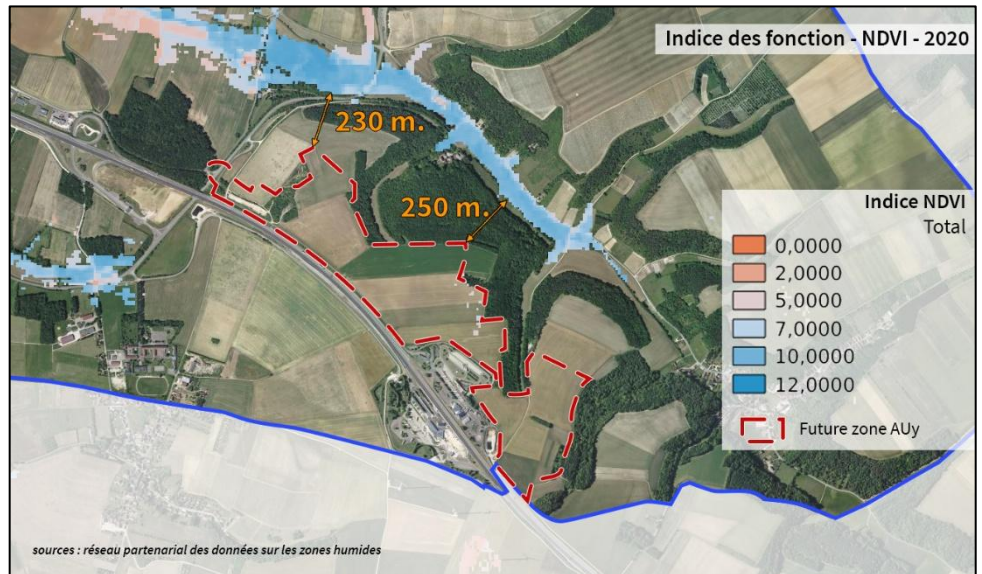 Indice des fonction - NDVI - 2020
230 m.
250 m.
Indice NDVI
Total
0,0000
2,0000
5,0000
7,0000
10,0000
12,0000
Future zone AUy
sources : réseau partenarial des données sur les zones humides